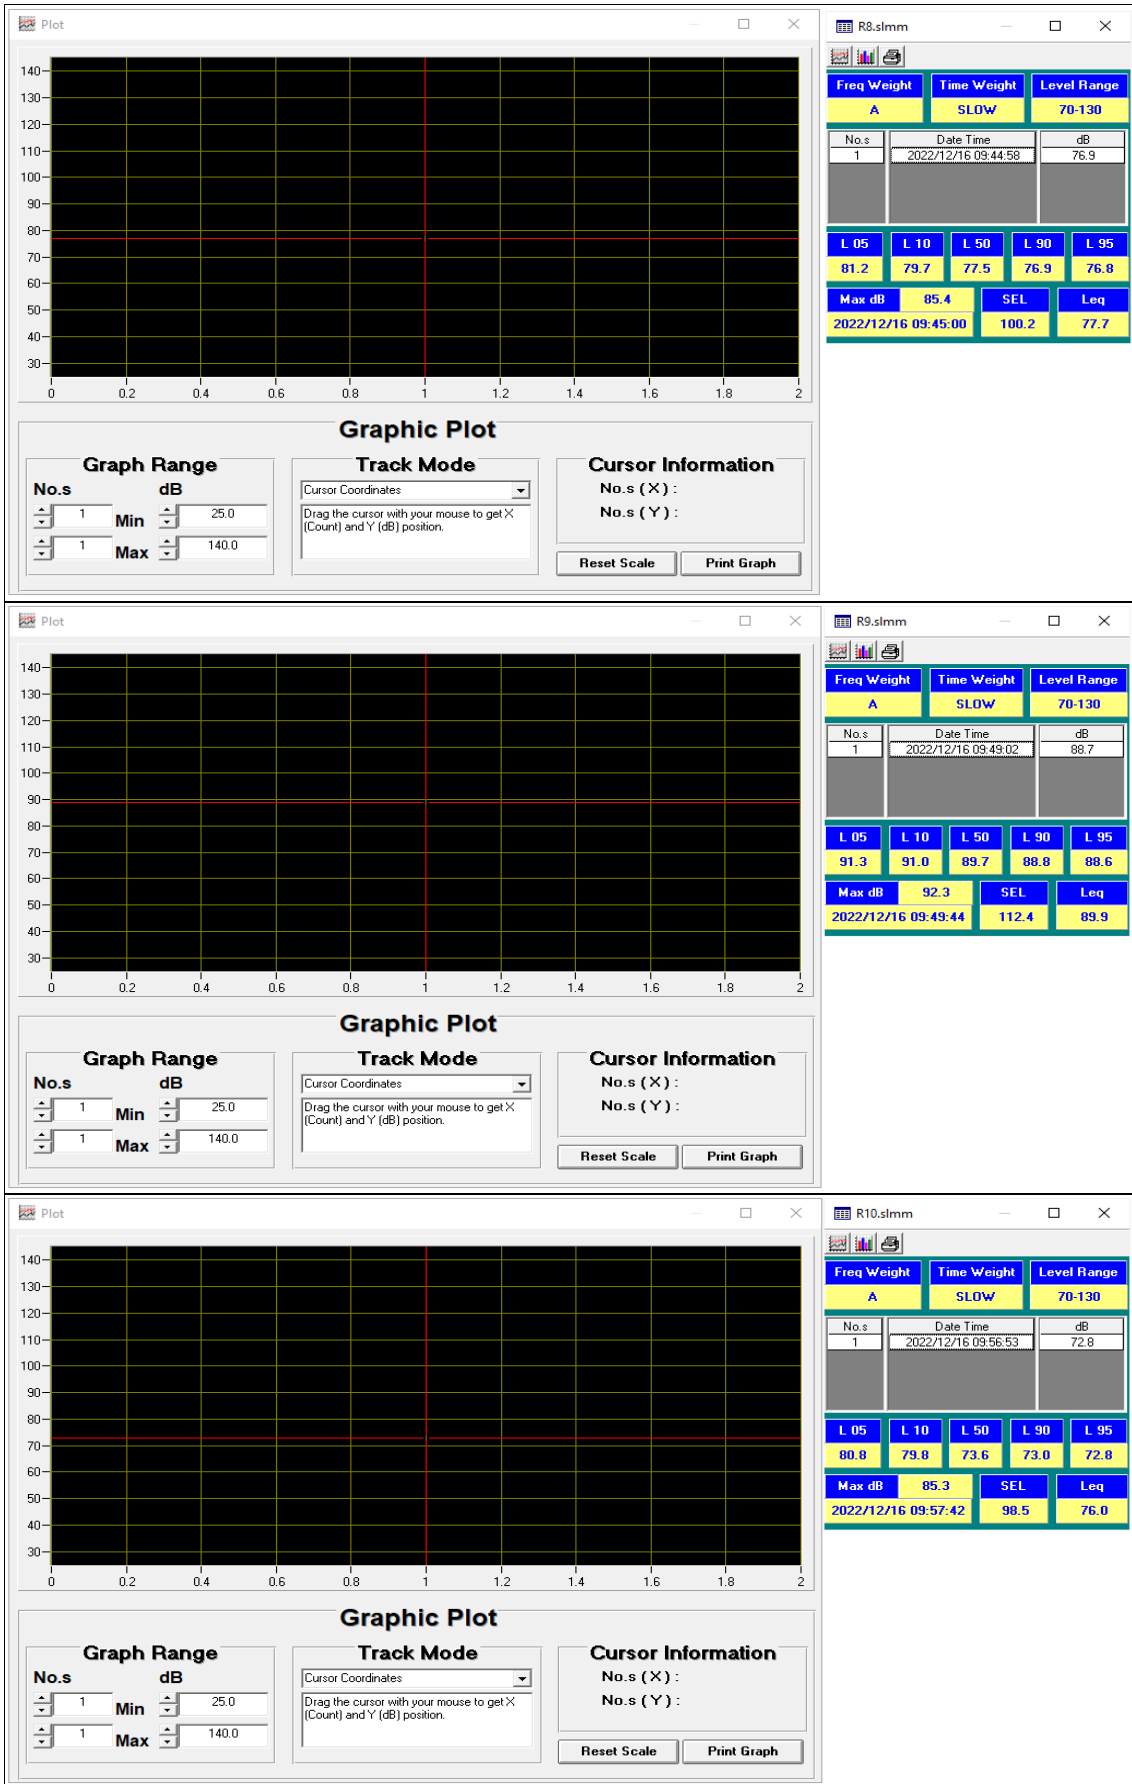 Plot
140
130
120
110
100
90
80
70
60
50
40
30
0 0.2 0.4 0.6 0.8 1 1.2 1.4 1.6 1.8 2
Graphic Plot
Graph Range
No.s dB
1 Min 25.0
1 Max 140.0
Track Mode
Cursor Coordinates
Drag the cursor with your mouse to get X
(Count) and Y (dB) position.
Cursor Information
No.s ( X ) :
No.s ( Y ) :
Reset Scale Print Graph
R8.slmm
Freq Weight Time Weight Level Range
A SLOW 70-130
No.s Date Time dB
1 2022/12/16 09:44:58 76.9
L 05 L 10 L 50 L 90 L 95
81.2 79.7 77.5 76.9 76.8
Max dB 85.4 SEL Leq
2022/12/16 09:45:00 100.2 77.7
Plot
140
130
120
110
100
90
80
70
60
50
40
30
0 0.2 0.4 0.6 0.8 1 1.2 1.4 1.6 1.8 2
Graphic Plot
Graph Range
No.s dB
1 Min 25.0
1 Max 140.0
Track Mode
Cursor Coordinates
Drag the cursor with your mouse to get X
(Count) and Y (dB) position.
Cursor Information
No.s ( X ) :
No.s ( Y ) :
Reset Scale Print Graph
R9.slmm
Freq Weight Time Weight Level Range
A SLOW 70-130
No.s Date Time dB
1 2022/12/16 09:49:02 88.7
L 05 L 10 L 50 L 90 L 95
91.3 91.0 89.7 88.8 88.6
Max dB 92.3 SEL Leq
2022/12/16 09:49:44 112.4 89.9
Plot
140
130
120
110
100
90
80
70
60
50
40
30
0 0.2 0.4 0.6 0.8 1 1.2 1.4 1.6 1.8 2
Graphic Plot
Graph Range
No.s dB
1 Min 25.0
1 Max 140.0
Track Mode
Cursor Coordinates
Drag the cursor with your mouse to get X
(Count) and Y (dB) position.
Cursor Information
No.s ( X ) :
No.s ( Y ) :
Reset Scale Print Graph
R10.slmm
Freq Weight Time Weight Level Range
A SLOW 70-130
No.s Date Time dB
1 2022/12/16 09:56:53 72.8
L 05 L 10 L 50 L 90 L 95
80.8 79.8 73.6 73.0 72.8
Max dB 85.3 SEL Leq
2022/12/16 09:57:42 98.5 76.0